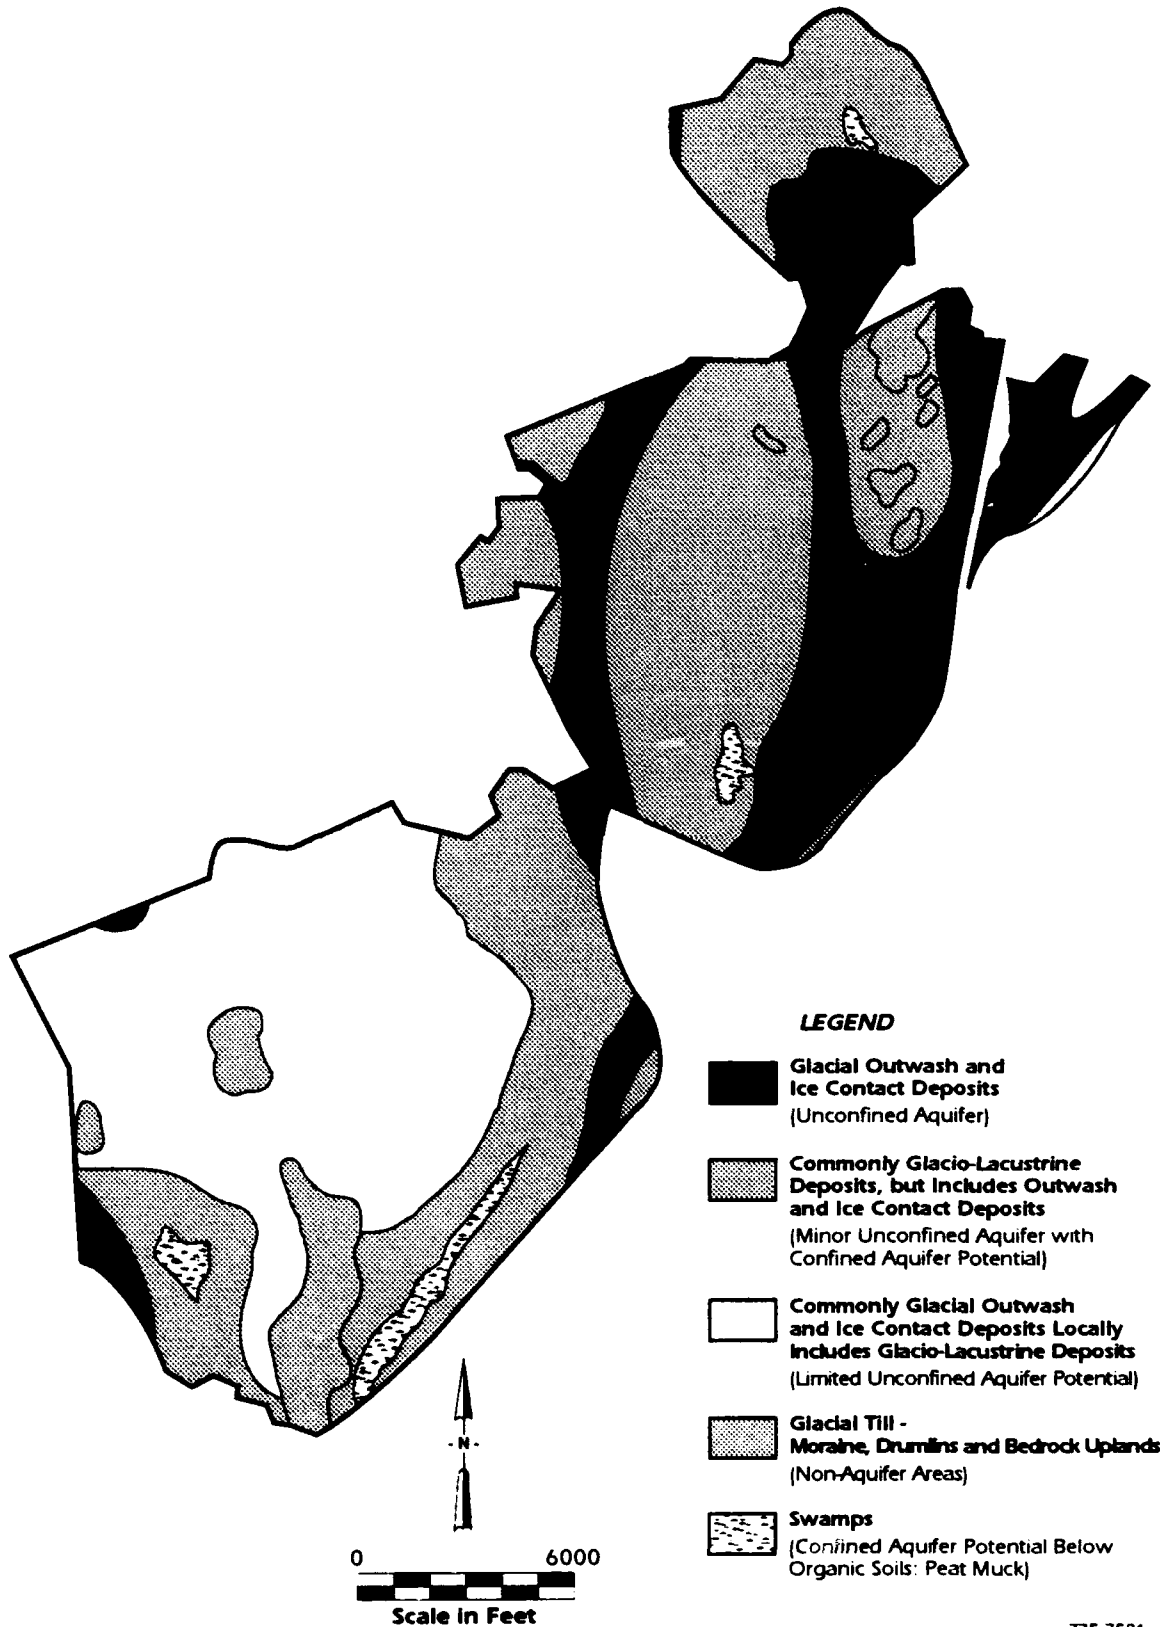 LEGEND
Glacial Outwash and
Ice Contact Deposits
(Unconfined Aquifer)
Commonly Glacio-Lacustrine
Deposits, but Includes Outwash
and Ice Contact Deposits
(Minor Unconfined Aquifer with
Confined Aquifer Potential)
Commonly Glacial Outwash
and Ice Contact Deposits Locally
Includes Glacio-Lacustrine Deposits
(Limited Unconfined Aquifer Potential)
Glacial Till -
Moraine, Drumlins and Bedrock Uplands
(Non-Aquifer Areas)
Swamps
(Confined Aquifer Potential Below
Organic Soils: Peat Muck)
- N -
0 6000
Scale in Feet